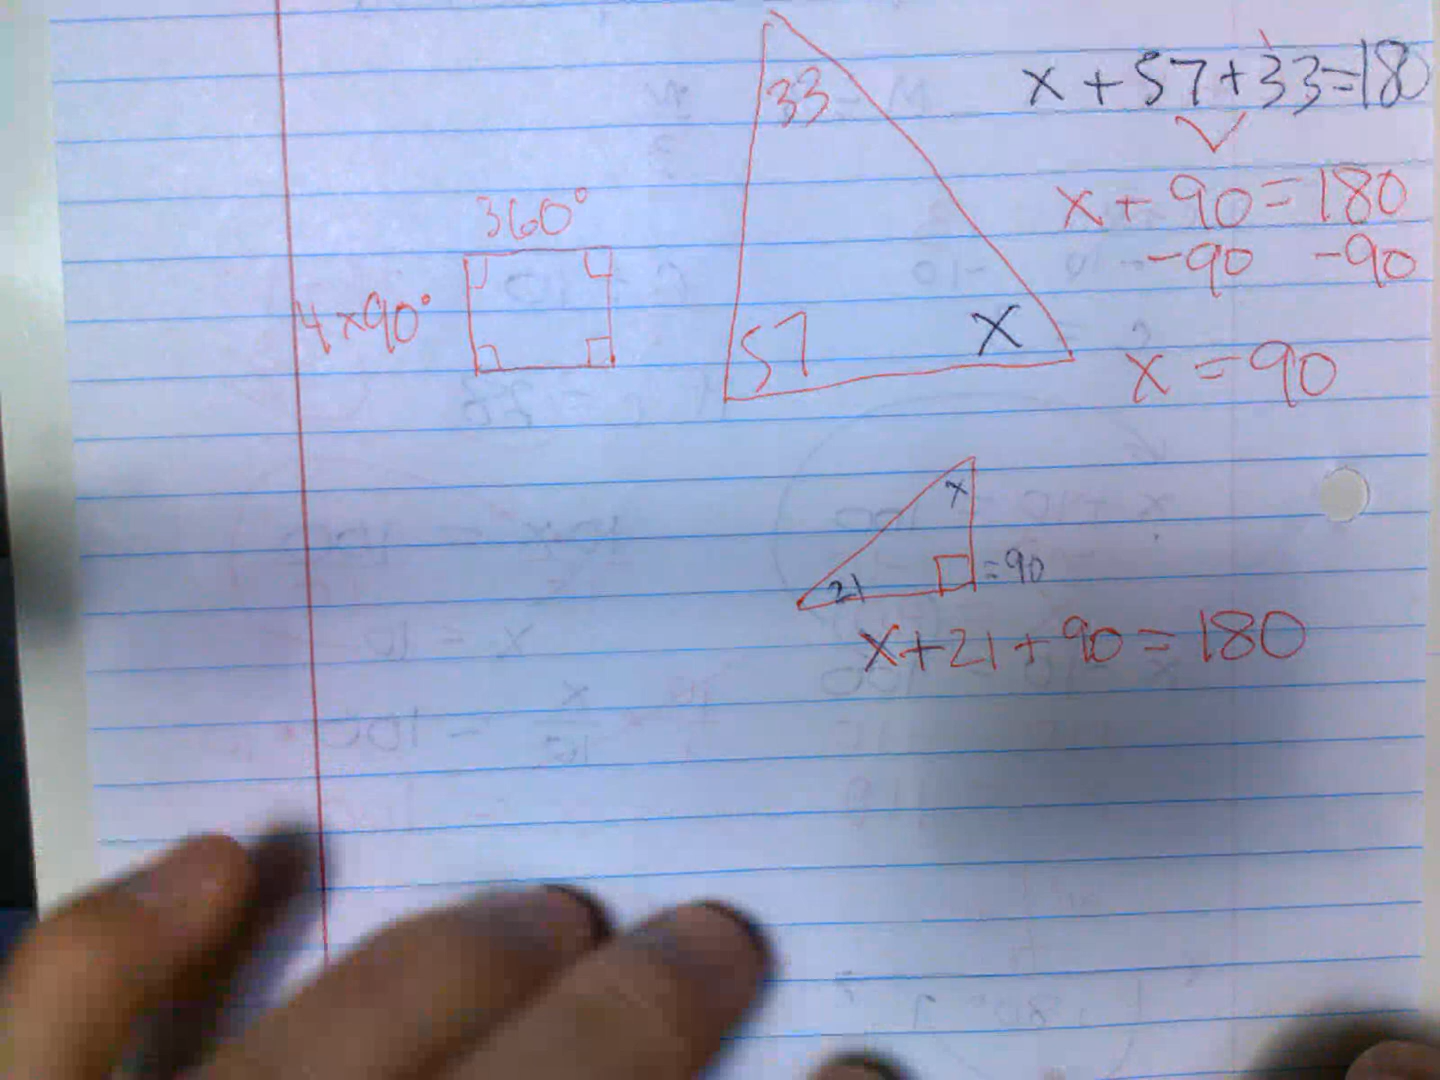 33
x + 57 + 33 = 180
x + 90 = 180
-90 -90
x = 90
360°
4 x 90°
57
x
x
21
= 90
x + 21 + 90 = 180